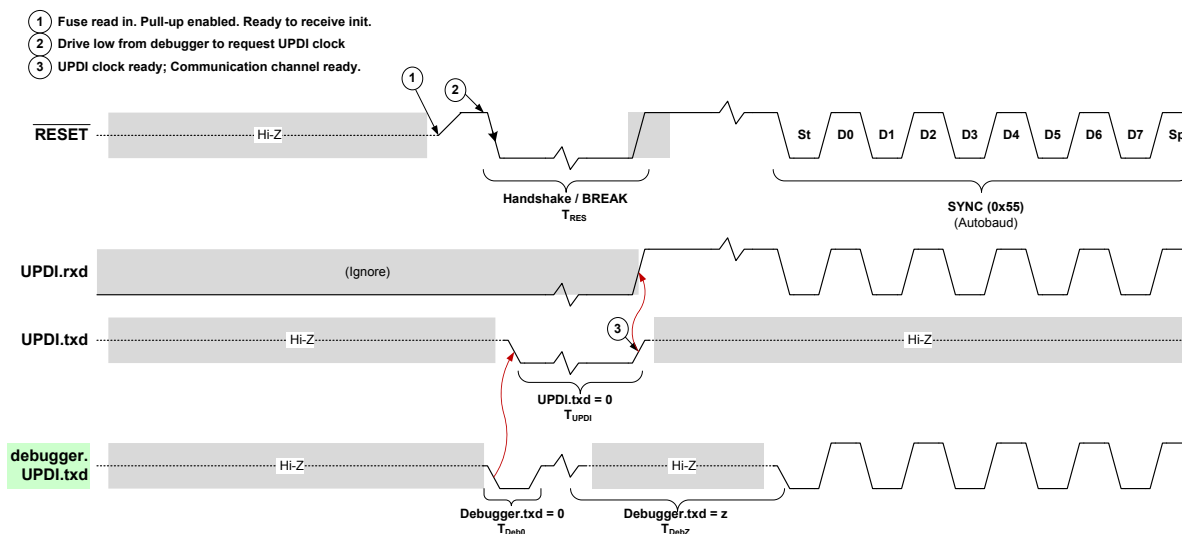 1 Fuse read in. Pull-up enabled. Ready to receive init.
2 Drive low from debugger to request UPDI clock
3 UPDI clock ready; Communication channel ready.
1
2
RESET
Hi-Z
St D0 D1 D2 D3 D4 D5 D6 D7 Sp
Handshake / BREAK
TRES
SYNC (0x55)
(Autobaud)
UPDI.rxd
(Ignore)
3
UPDI.txd
Hi-Z
Hi-Z
UPDI.txd = 0
TUPDI
debugger.
UPDI.txd
Hi-Z
Hi-Z
Debugger.txd = 0
TDeb0
Debugger.txd = z
TDebZ